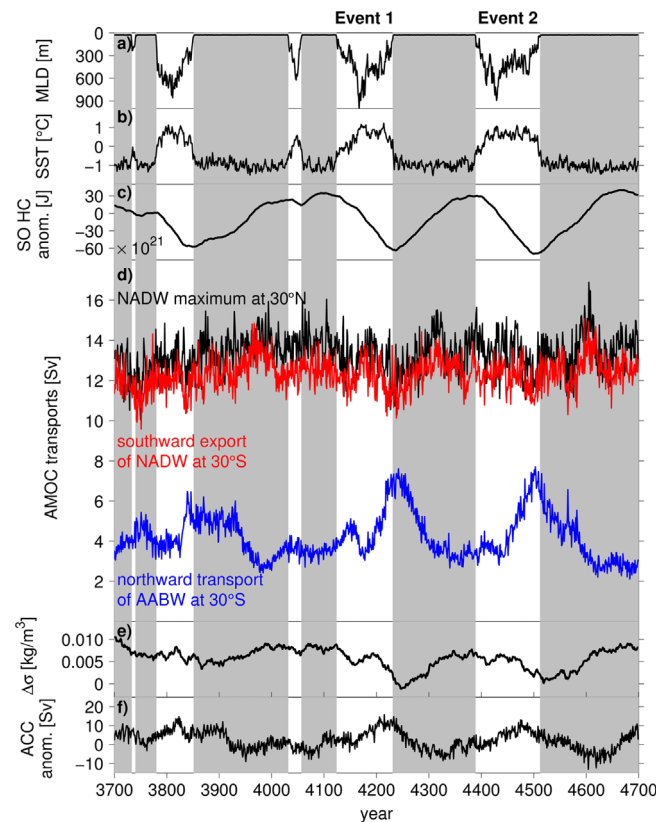 Event 1 Event 2
a)
MLD [m]
0
300
600
900
b)
SST [°C]
1
0
−1
c)
SO HC
anom. [J]
30
0
−30
−60
× 10²¹
d)
NADW maximum at 30°N
AMOC transports [Sv]
16
14
12
10
8
6
4
2
southward export
of NADW at 30°S
northward transport
of AABW at 30°S
e)
Δσ [kg/m³]
0.010
0.005
0
f)
ACC
anom. [Sv]
20
10
0
−10
3700 3800 3900 4000 4100 4200 4300 4400 4500 4600 4700
year